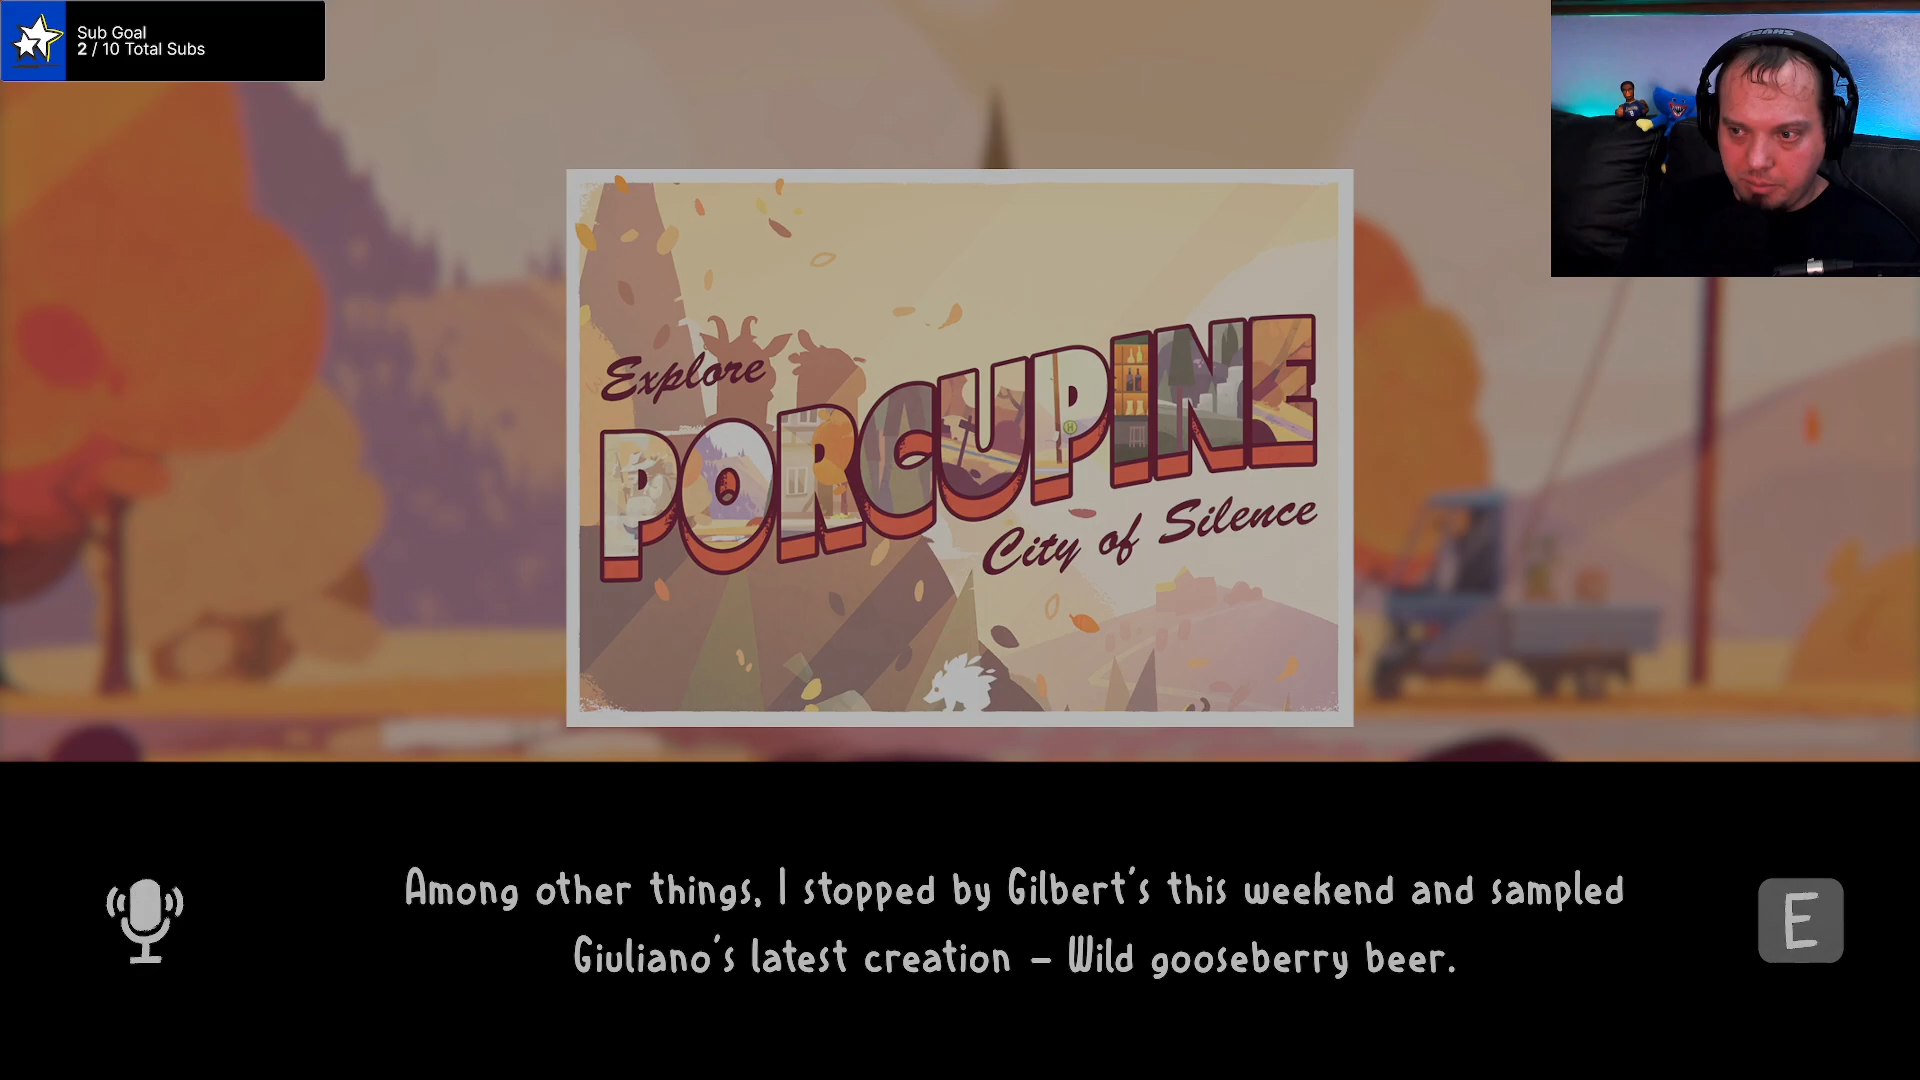 Sub Goal
2 / 10 Total Subs
Explore
PORCUPINE
City of Silence
Among other things, I stopped by Gilbert's this weekend and sampled
Giuliano's latest creation – Wild gooseberry beer.
E